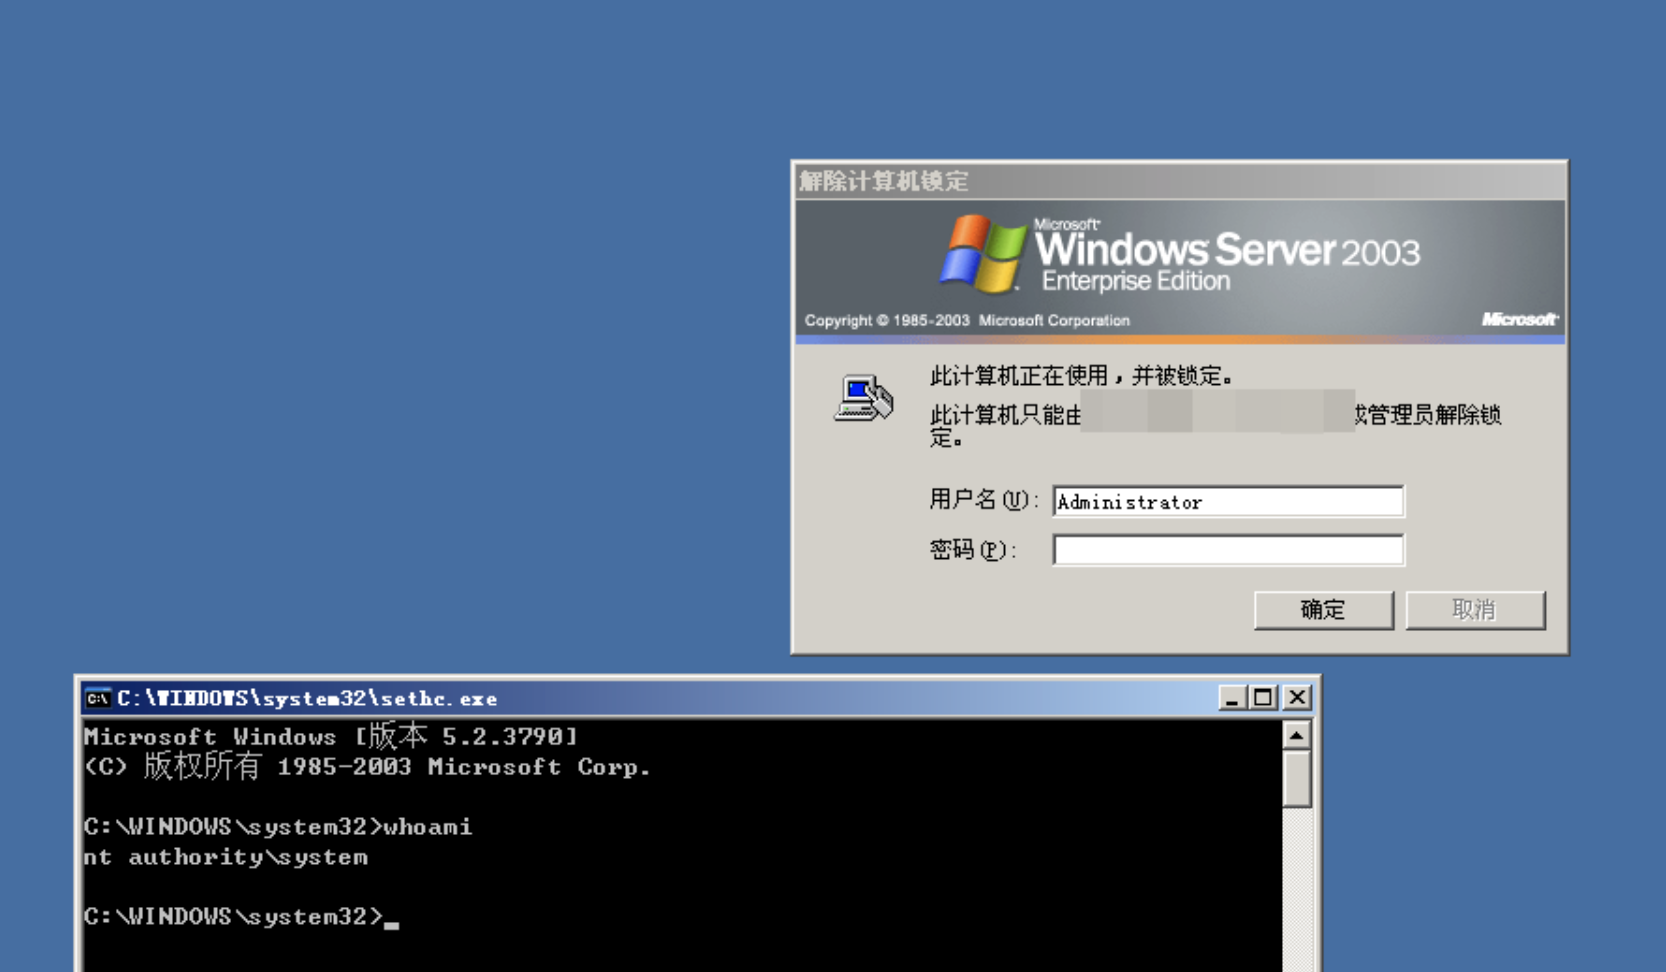 解除计算机锁定
Microsoft
Windows Server 2003
Enterprise Edition
Copyright © 1985-2003 Microsoft Corporation
Microsoft
此计算机正在使用，并被锁定。
此计算机只能由 或管理员解除锁
定。
用户名(U):
Administrator
密码(P):
确定
取消
C:\WINDOWS\system32\sethc.exe
Microsoft Windows [版本 5.2.3790]
(C) 版权所有 1985-2003 Microsoft Corp.
C:\WINDOWS\system32>whoami
nt authority\system
C:\WINDOWS\system32>_